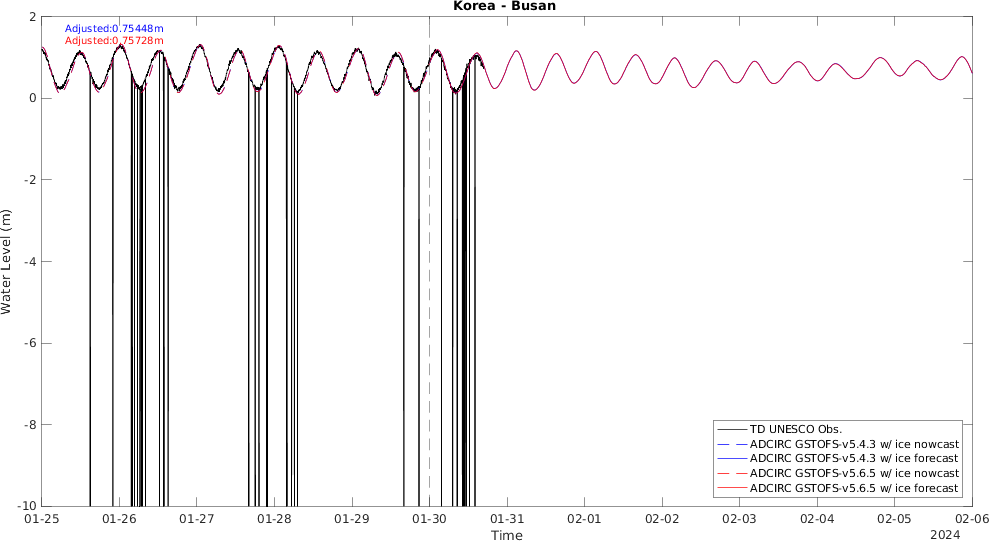 Korea - Busan
Adjusted:0.75448m
Adjusted:0.75728m
2
0
-2
-4
-6
-8
-10
Water Level (m)
TD UNESCO Obs.
ADCIRC GSTOFS-v5.4.3 w/ ice nowcast
ADCIRC GSTOFS-v5.4.3 w/ ice forecast
ADCIRC GSTOFS-v5.6.5 w/ ice nowcast
ADCIRC GSTOFS-v5.6.5 w/ ice forecast
01-25 01-26 01-27 01-28 01-29 01-30 01-31 02-01 02-02 02-03 02-04 02-05 02-06
Time
2024